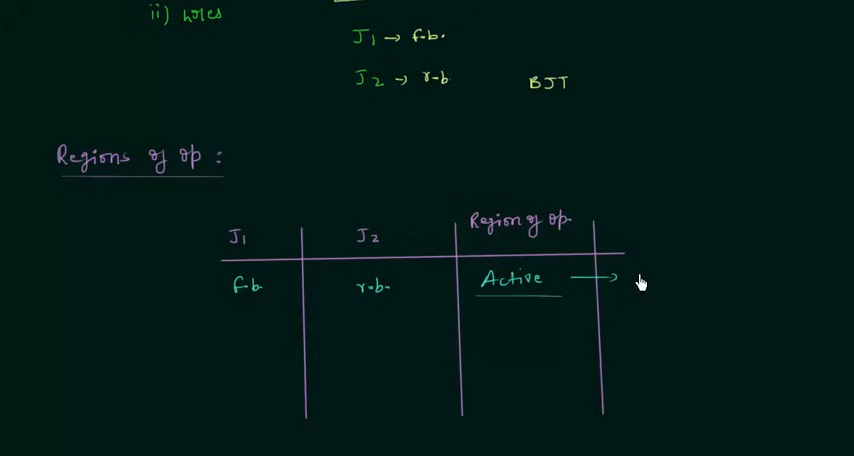 ii) holes
J1 → f.b.
J2 → r.b.
BJT
Regions of op :
J1 J2 Region of op.
f.b. r.b. Active →